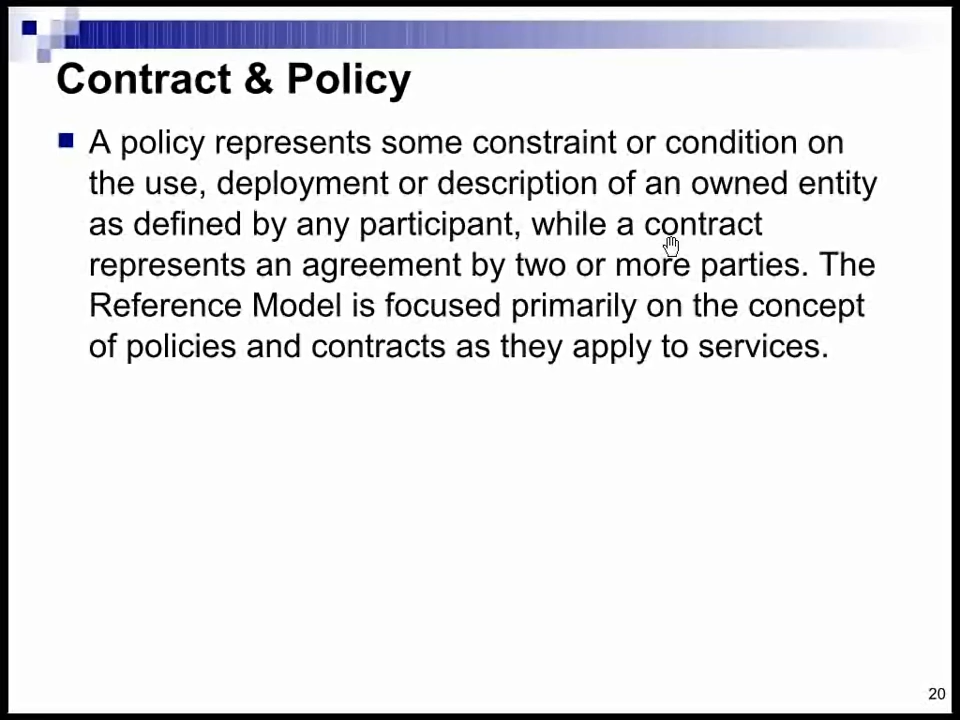 Contract & Policy
A policy represents some constraint or condition on
the use, deployment or description of an owned entity
as defined by any participant, while a contract
represents an agreement by two or more parties. The
Reference Model is focused primarily on the concept
of policies and contracts as they apply to services.
20